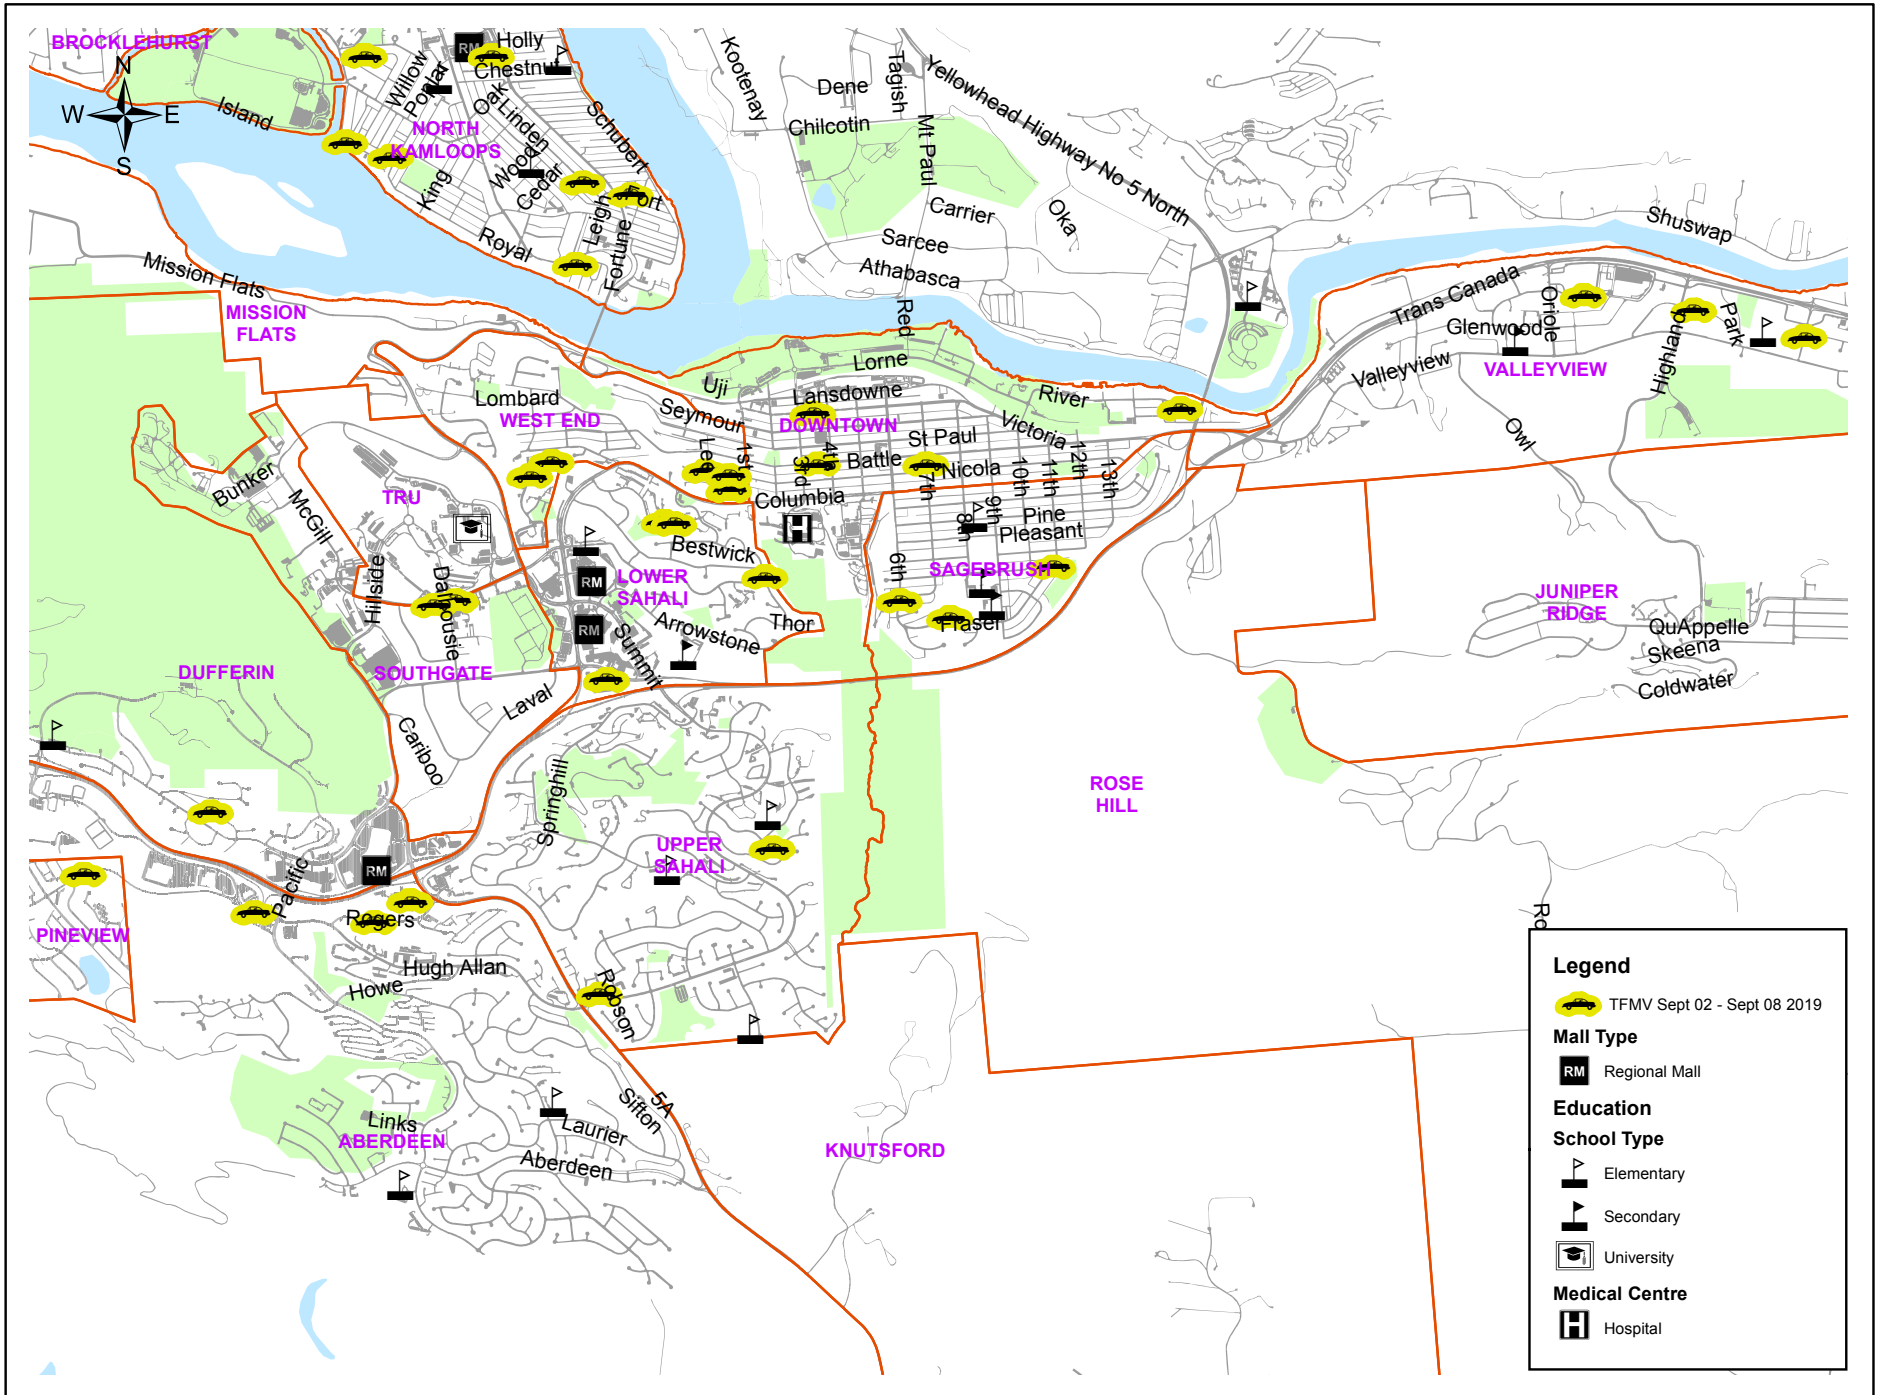 BROCKLEHURST
N
W
E
S
Island
Willow
Poplar
RM
Holly
Chestnut
Oak
Linden
Wood
Cedar
Schubert
NORTH
KAMLOOPS
King
Royal
Leigh
Fortune
Fort
Kootenay
Dene
Tagish
Chilcotin
Mt Paul
Yellowhead Highway No 5 North
Carrier
Oka
Sarcee
Athabasca
Red
Shuswap
Mission Flats
MISSION
FLATS
Trans Canada
Oriole
Glenwood
Valleyview
VALLEYVIEW
Highland
Park
Owl
Lorne
Uji
Lansdowne
River
Seymour
Lombard
WEST END
DOWNTOWN
Victoria
St Paul
Lee
1st
3rd
4th
Battle
7th
Nicola
10th
11th
12th
13th
Columbia
H
9th
8th
Pine
Pleasant
6th
SAGEBRUSH
Fraser
Bunker
McGill
TRU
Hillside
Dalhousie
Bestwick
RM
LOWER
SAHALI
RM
Summit
Arrowstone
Thor
JUNIPER
RIDGE
QuAppelle
Skeena
Coldwater
DUFFERIN
SOUTHGATE
Laval
Cariboo
Springhill
ROSE
HILL
UPPER
SAHALI
RM
Pacific
Rogers
PINEVIEW
Hugh Allan
Howe
Robson
Ro
5A
Sifton
Links
ABERDEEN
Laurier
Aberdeen
KNUTSFORD
Legend
TFMV Sept 02 - Sept 08 2019
Mall Type
RM
Regional Mall
Education
School Type
Elementary
Secondary
University
Medical Centre
H
Hospital